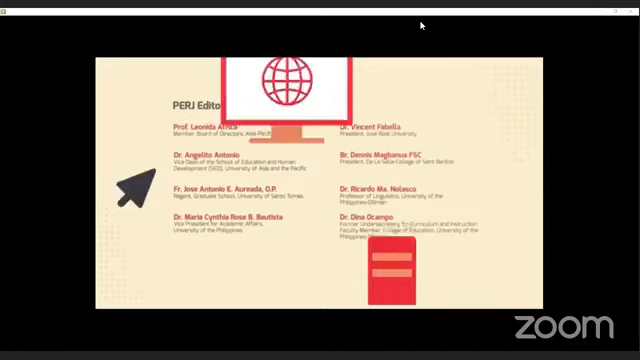 PERJ Edito
Prof. Leonida
Member, Board of Directors, Asia-Pacific
Dr. Angelito Antonio
Vice Dean of the School of Education and Human
Development (SED), University of Asia and the Pacific
Fr. Jose Antonio E. Aureada, O.P.
Regent, Graduate School, University of Santo Tomas
Dr. Maria Cynthia Rose B. Bautista
Vice President for Academic Affairs,
University of the Philippines
Dr. Vincent Fabella
President, Jose Rizal University
Br. Dennis Magbanua FSC
President, De La Salle-College of Saint Benilde
Dr. Ricardo Ma. Nolasco
Professor of Linguistics, University of the
Philippines-Diliman
Dr. Dina Ocampo
Former Undersecretary for Curriculum and Instruction
Faculty Member, College of Education, University of the
Philippines
zoom